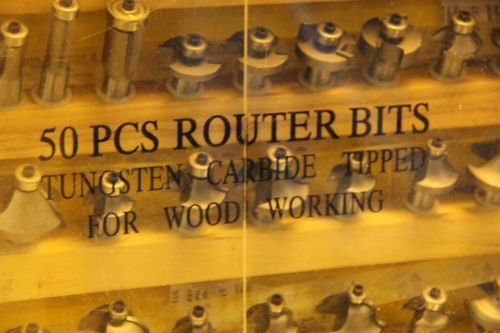 50 PCS ROUTER BITS
TUNGSTEN CARBIDE TIPPED
FOR WOOD WORKING